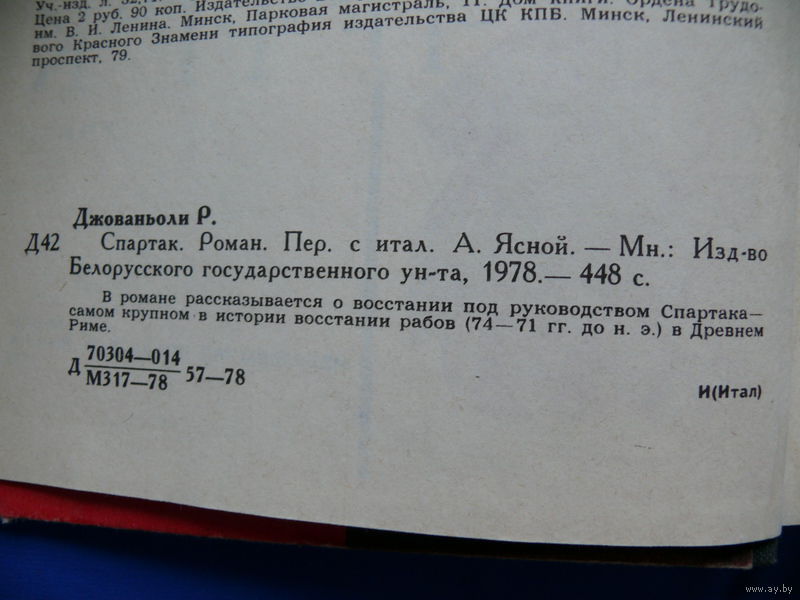 Уч.-изд. л.
Цена 2 руб. 90 коп. Издательство
им. В. И. Ленина. Минск, Парковая магистраль, 11. Дом книги. Ордена Трудо-
вого Красного Знамени типография издательства ЦК КПБ. Минск, Ленинский
проспект, 79.
Джованьоли Р.
Д42 Спартак. Роман. Пер. с итал. А. Ясной. — Мн.: Изд-во
Белорусского государственного ун-та, 1978.— 448 с.
В романе рассказывается о восстании под руководством Спартака—
самом крупном в истории восстании рабов (74—71 гг. до н. э.) в Древнем
Риме.
Д 70304—014
М317—78 57—78
И(Итал)
www.ay.by